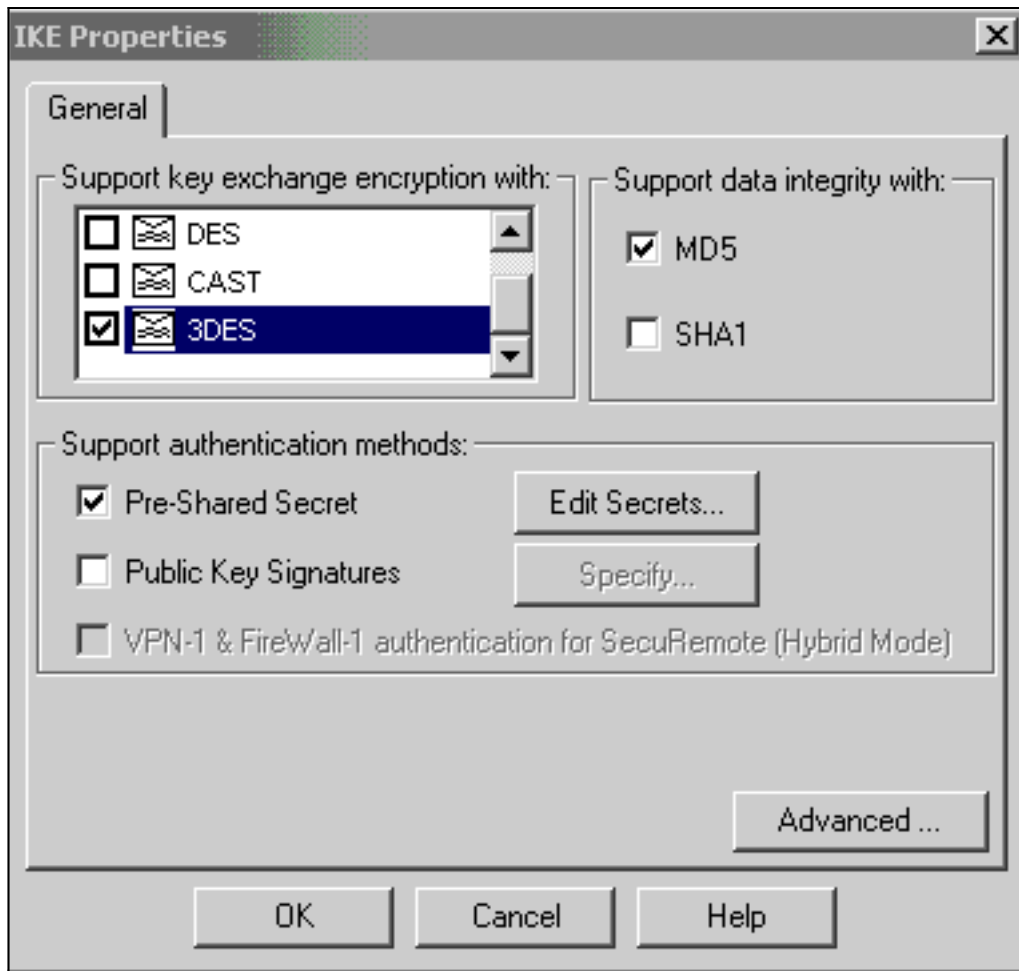 IKE Properties
General
Support key exchange encryption with:
DES
CAST
3DES
Support data integrity with:
MD5
SHA1
Support authentication methods:
Pre-Shared Secret
Edit Secrets...
Public Key Signatures
Specify...
VPN-1 & FireWall-1 authentication for SecuRemote (Hybrid Mode)
Advanced ...
OK
Cancel
Help